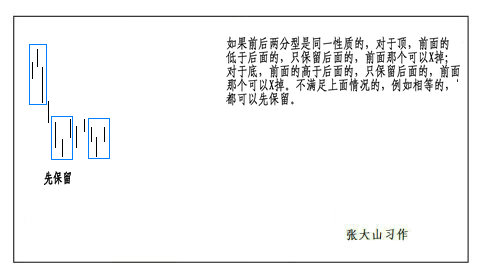 如果前后两分型是同一性质的，对于顶，前面的
低于后面的，只保留后面的，前面那个可以X掉；
对于底，前面的高于后面的，只保留后面的，前面
那个可以X掉。不满足上面情况的，例如相等的，
都可以先保留。
先保留
张大山习作